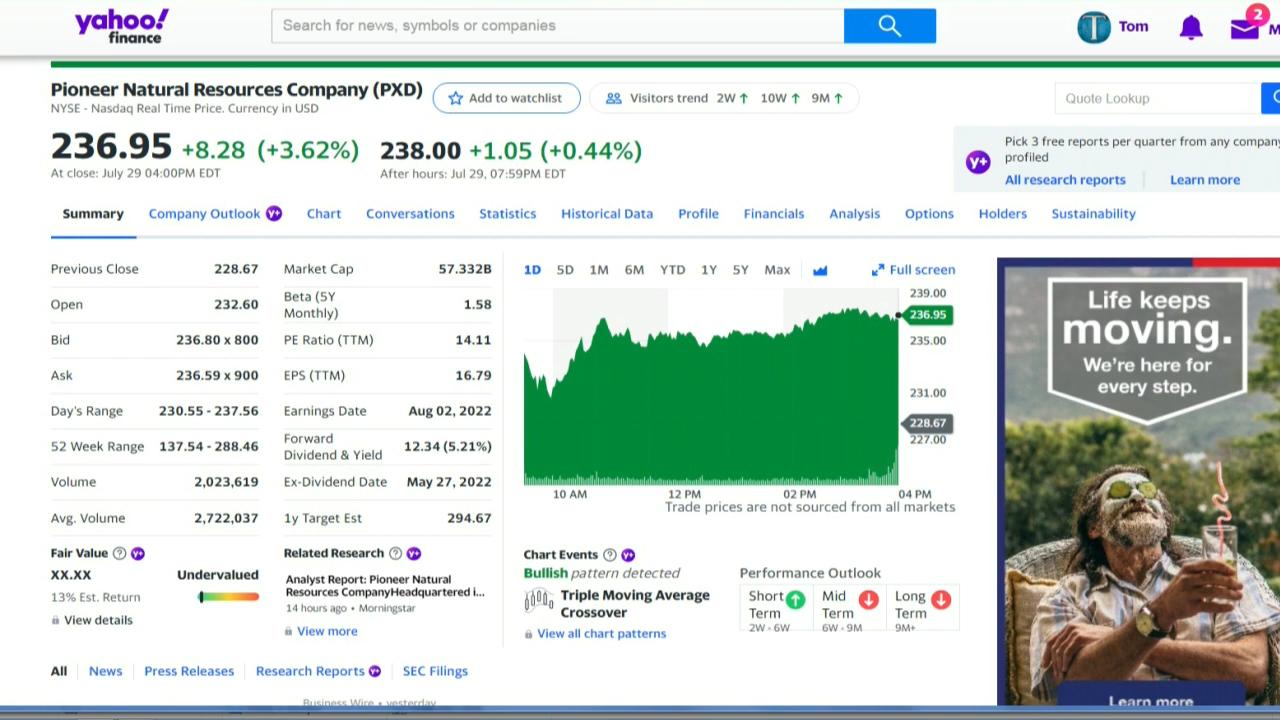 yahoo!
finance
Search for news, symbols or companies
Tom
2
M
Pioneer Natural Resources Company (PXD)
NYSE - Nasdaq Real Time Price. Currency in USD
Add to watchlist
Visitors trend 2W↑ 10W↑ 9M↑
Quote Lookup
236.95 +8.28 (+3.62%)
At close: July 29 04:00PM EDT
238.00 +1.05 (+0.44%)
After hours: Jul 29, 07:59PM EDT
Y+
Pick 3 free reports per quarter from any company
profiled
All research reports Learn more
Summary Company Outlook Y+ Chart Conversations Statistics Historical Data Profile Financials Analysis Options Holders Sustainability
Previous Close 228.67
Open 232.60
Bid 236.80 x 800
Ask 236.59 x 900
Day's Range 230.55 - 237.56
52 Week Range 137.54 - 288.46
Volume 2,023,619
Avg. Volume 2,722,037
Market Cap 57.332B
Beta (5Y
Monthly) 1.58
PE Ratio (TTM) 14.11
EPS (TTM) 16.79
Earnings Date Aug 02, 2022
Forward
Dividend & Yield 12.34 (5.21%)
Ex-Dividend Date May 27, 2022
1y Target Est 294.67
1D 5D 1M 6M YTD 1Y 5Y Max Full screen
239.00
236.95
235.00
231.00
228.67
227.00
10 AM 12 PM 02 PM 04 PM
Trade prices are not sourced from all markets
Fair Value ? Y+
XX.XX Undervalued
13% Est. Return
View details
Related Research ? Y+
Analyst Report: Pioneer Natural
Resources CompanyHeadquartered i...
14 hours ago • Morningstar
View more
Chart Events ? Y+
Bullish pattern detected
Triple Moving Average
Crossover
View all chart patterns
Performance Outlook
Short
Term
2W - 6W
Mid
Term
6W - 9M
Long
Term
9M+
Life keeps
moving.
We're here for
every step.
Learn more
All News Press Releases Research Reports Y+ SEC Filings
Business Wire • yesterday